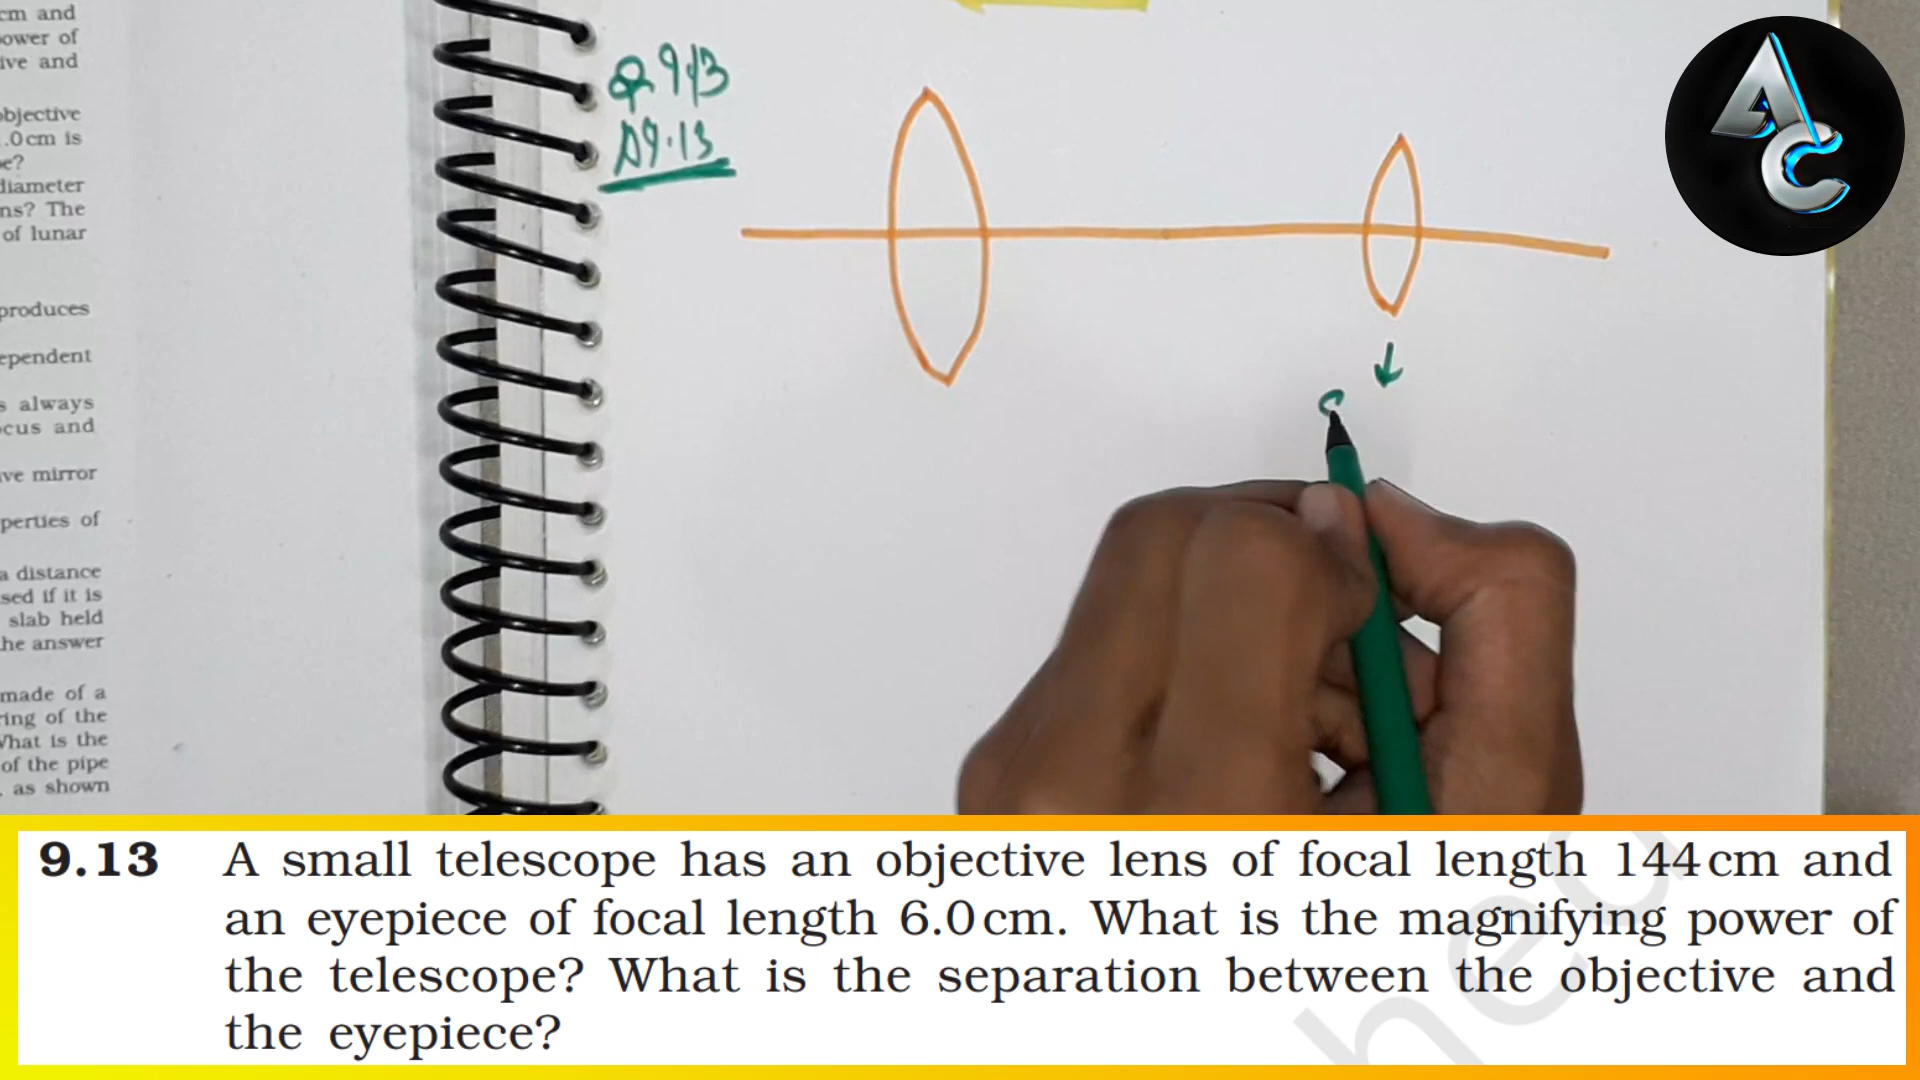 cm and
ower of
ive and
objective
.0cm is
e?
diameter
ns? The
of lunar
produces
ependent
s always
cus and
ve mirror
perties of
a distance
sed if it is
slab held
he answer
made of a
ring of the
What is the
of the pipe
. as shown
Q 9.13
A9.13
AC
9.13 A small telescope has an objective lens of focal length 144 cm and
an eyepiece of focal length 6.0 cm. What is the magnifying power of
the telescope? What is the separation between the objective and
the eyepiece?